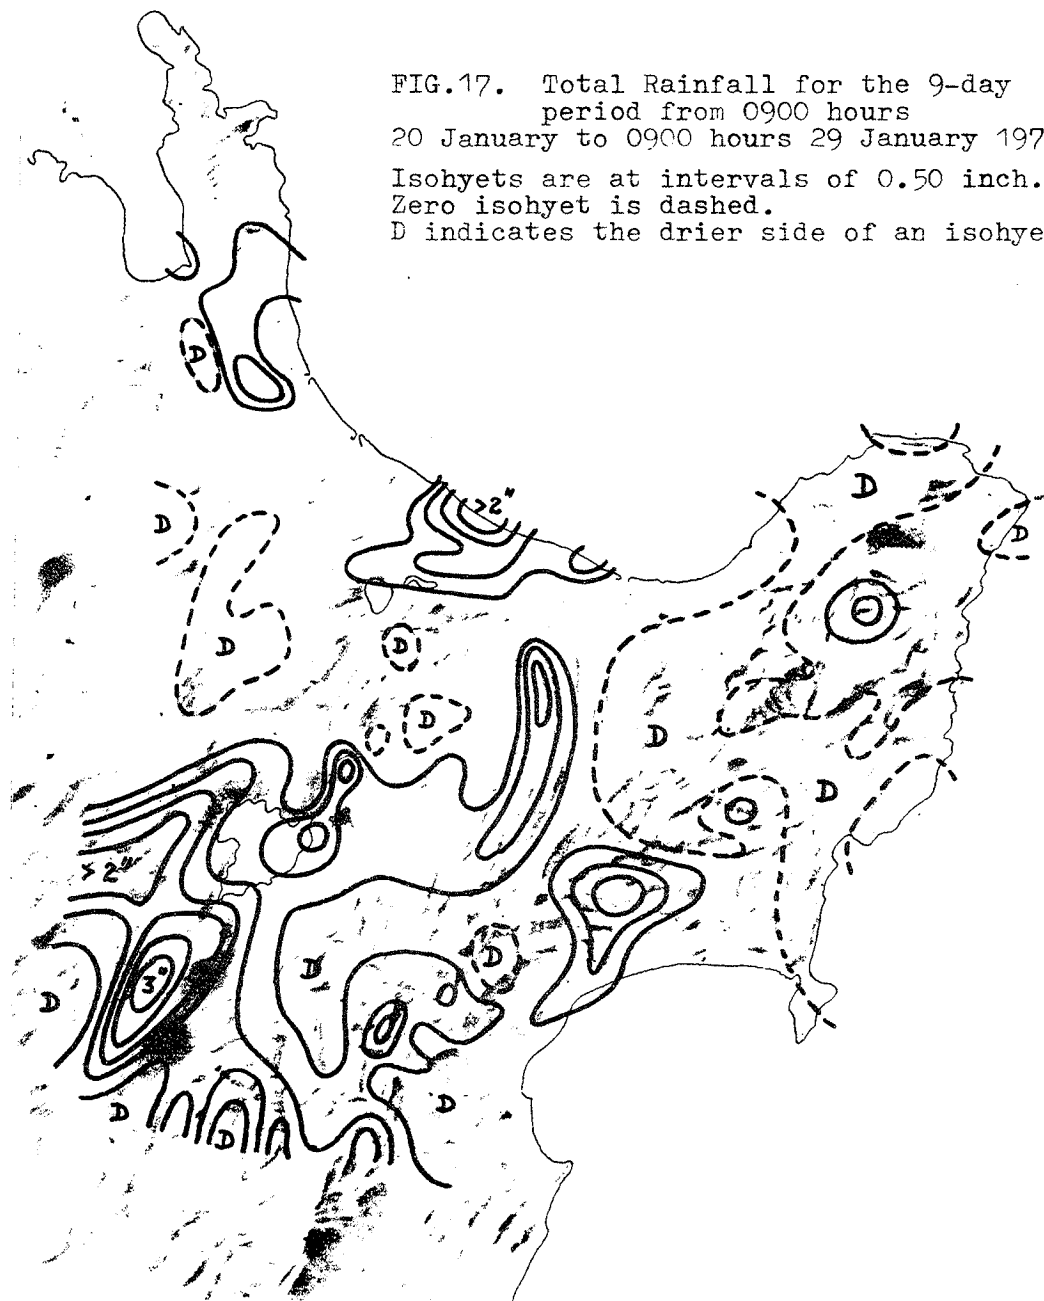 FIG.17. Total Rainfall for the 9-day
period from 0900 hours
20 January to 0900 hours 29 January 197
Isohyets are at intervals of 0.50 inch.
Zero isohyet is dashed.
D indicates the drier side of an isohye
D
D
D
>2"
D
D
D
D
D
D
D
>2"
D
D
3"
D
D
D
D